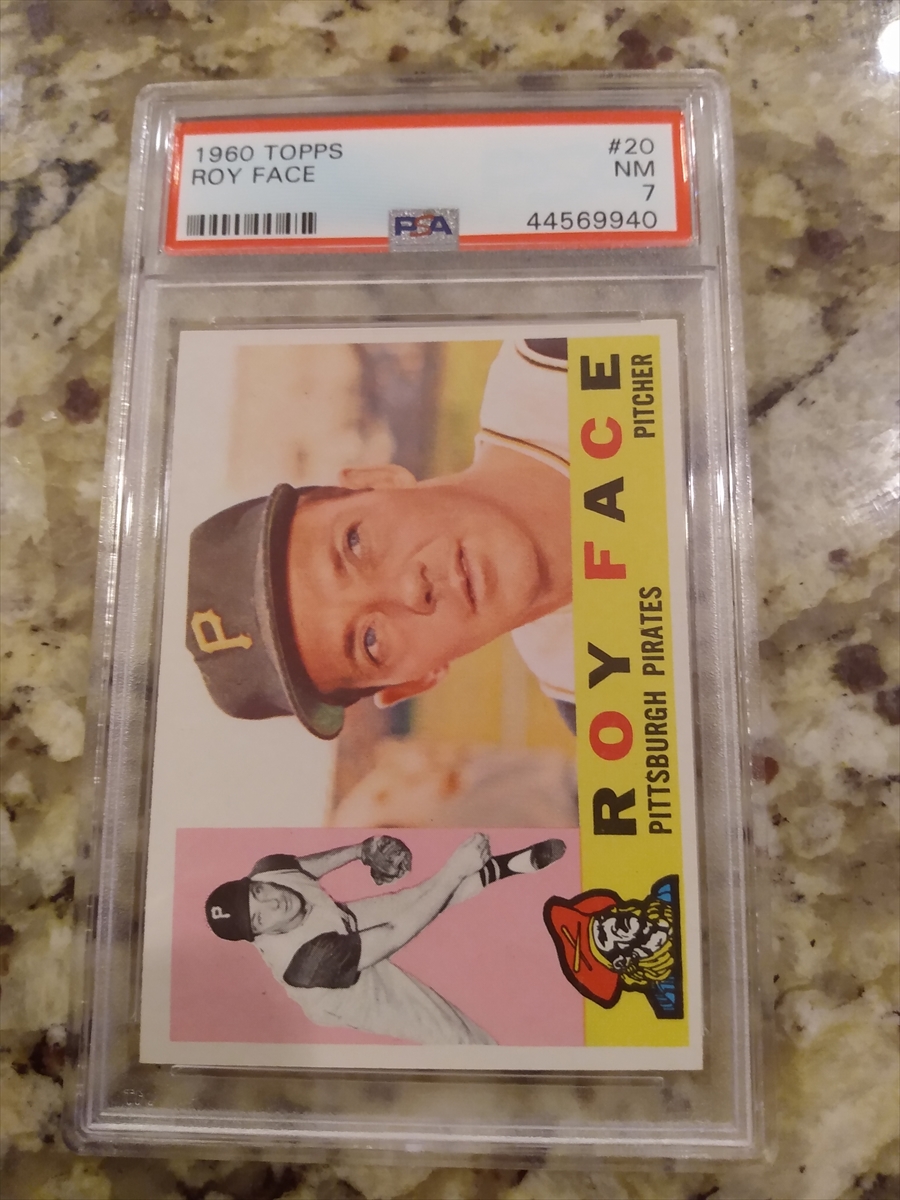 1960 TOPPS
ROY FACE
#20
NM
7
44569940
PSA
P
ROY FACE
PITTSBURGH PIRATES PITCHER
P